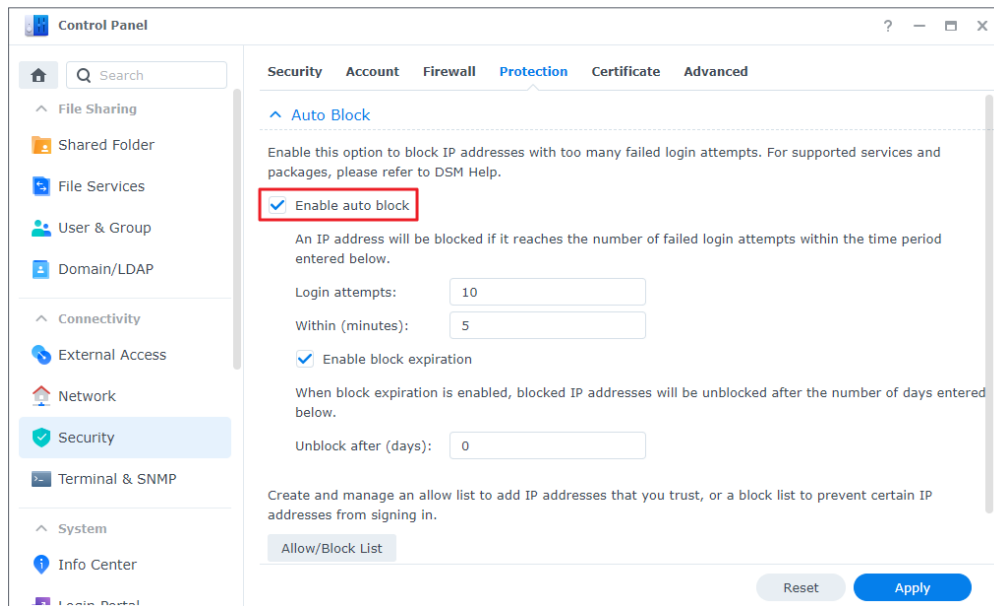 Control Panel
?
Search
Security Account Firewall Protection Certificate Advanced
File Sharing
Shared Folder
File Services
User & Group
Domain/LDAP
Connectivity
External Access
Network
Security
Terminal & SNMP
System
Info Center
Login Portal
Auto Block
Enable this option to block IP addresses with too many failed login attempts. For supported services and
packages, please refer to DSM Help.
Enable auto block
An IP address will be blocked if it reaches the number of failed login attempts within the time period
entered below.
Login attempts: 10
Within (minutes): 5
Enable block expiration
When block expiration is enabled, blocked IP addresses will be unblocked after the number of days entered
below.
Unblock after (days): 0
Create and manage an allow list to add IP addresses that you trust, or a block list to prevent certain IP
addresses from signing in.
Allow/Block List
Reset Apply